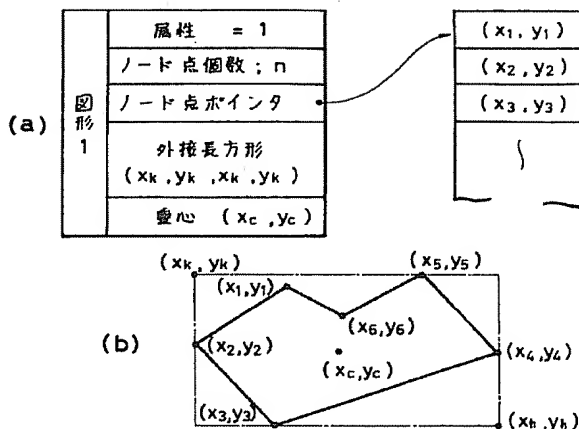 (a)
図形1
属性 = 1
ノード点個数; n
ノード点ポインタ
外接長方形
(xk, yk, xk, yk)
重心 (xc, yc)
(x1, y1)
(x2, y2)
(x3, y3)
(b)
(xk, yk)
(x5, y5)
(x1, y1)
(x6, y6)
(x2, y2)
(x4, y4)
(xc, yc)
(x3, y3)
(xh, yh)